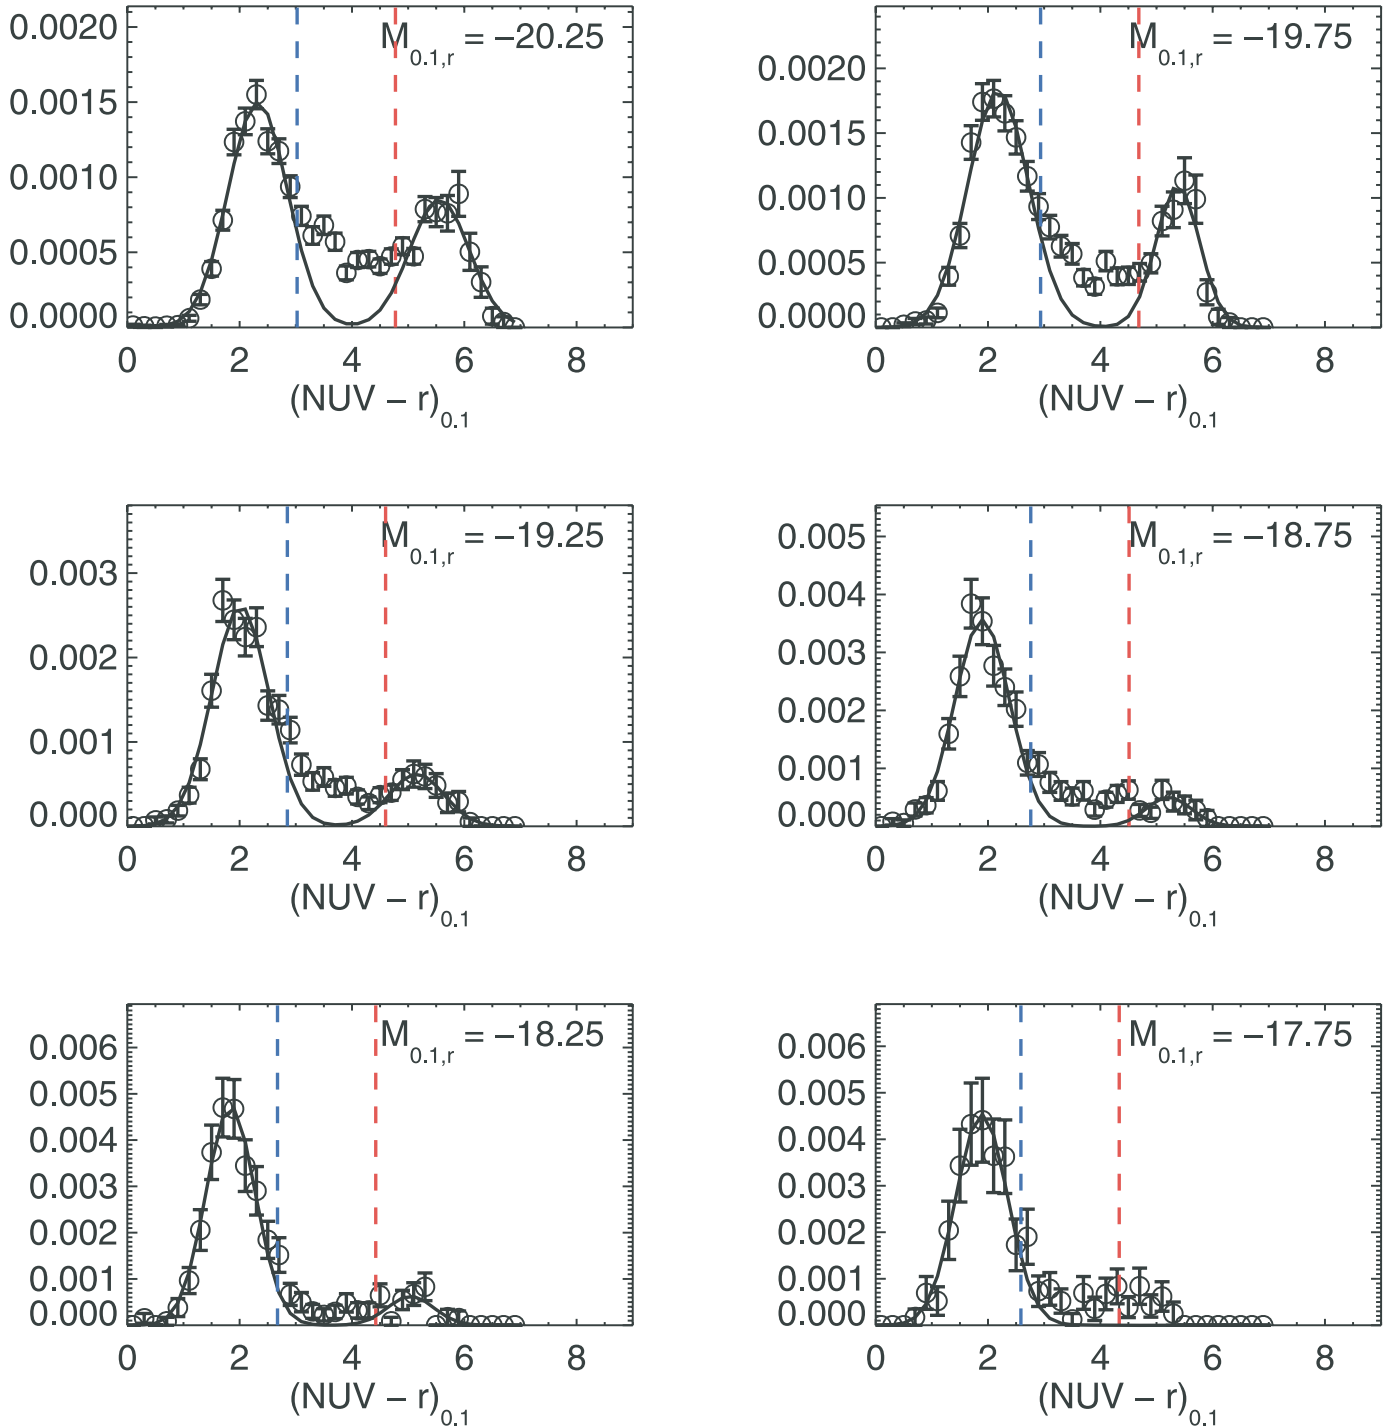 M0.1,r = −20.25
0.0020
0.0015
0.0010
0.0005
0.0000
0 2 4 6 8
(NUV − r)0.1
M0.1,r = −19.75
0.0020
0.0015
0.0010
0.0005
0.0000
0 2 4 6 8
(NUV − r)0.1
M0.1,r = −19.25
0.003
0.002
0.001
0.000
0 2 4 6 8
(NUV − r)0.1
M0.1,r = −18.75
0.005
0.004
0.003
0.002
0.001
0.000
0 2 4 6 8
(NUV − r)0.1
M0.1,r = −18.25
0.006
0.005
0.004
0.003
0.002
0.001
0.000
0 2 4 6 8
(NUV − r)0.1
M0.1,r = −17.75
0.006
0.005
0.004
0.003
0.002
0.001
0.000
0 2 4 6 8
(NUV − r)0.1